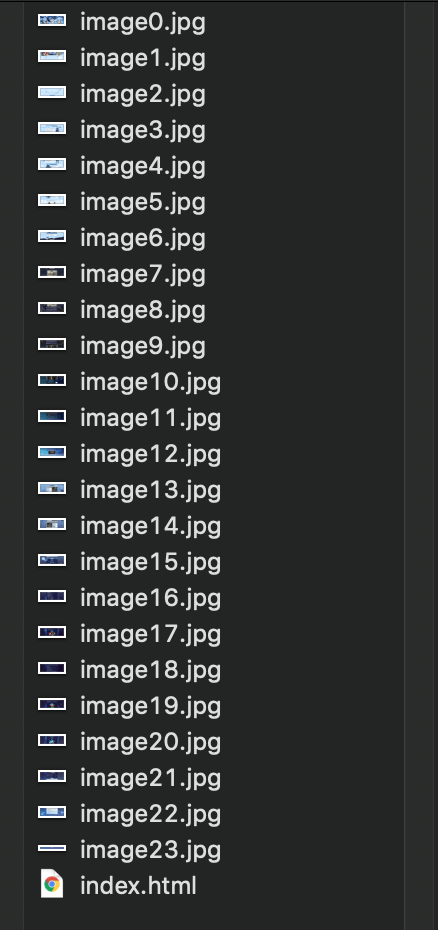 image0.jpg
image1.jpg
image2.jpg
image3.jpg
image4.jpg
image5.jpg
image6.jpg
image7.jpg
image8.jpg
image9.jpg
image10.jpg
image11.jpg
image12.jpg
image13.jpg
image14.jpg
image15.jpg
image16.jpg
image17.jpg
image18.jpg
image19.jpg
image20.jpg
image21.jpg
image22.jpg
image23.jpg
index.html